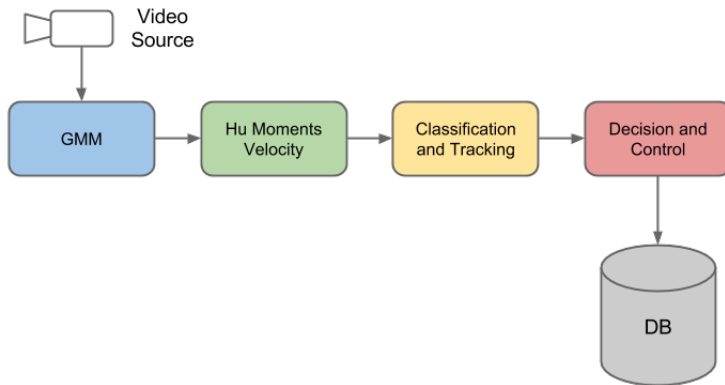 Video
Source
GMM
Hu Moments
Velocity
Classification
and Tracking
Decision and
Control
DB